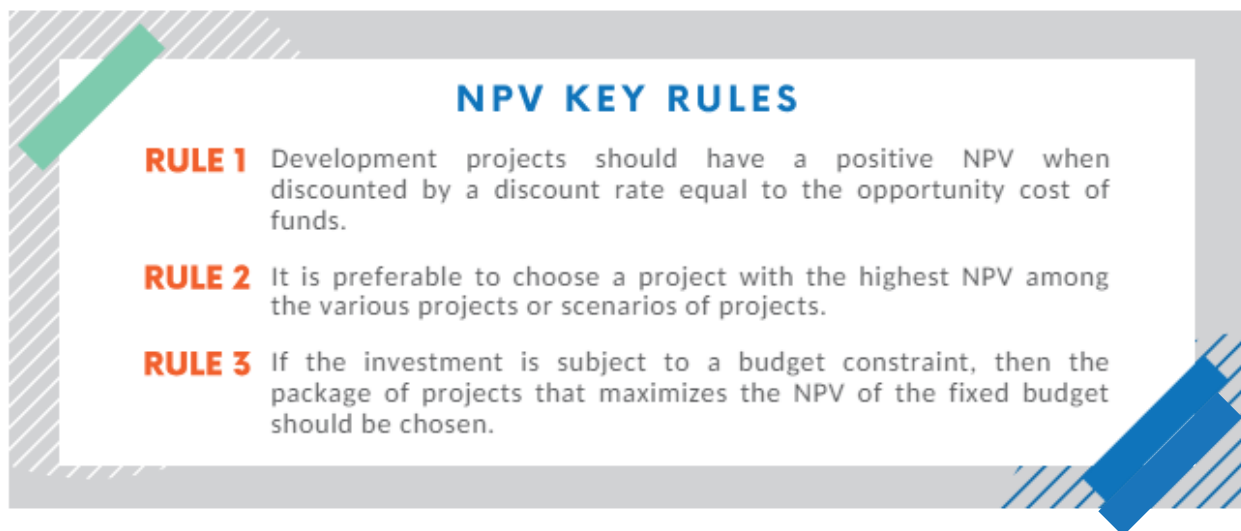 NPV KEY RULES
RULE 1 Development projects should have a positive NPV when
discounted by a discount rate equal to the opportunity cost of
funds.
RULE 2 It is preferable to choose a project with the highest NPV among
the various projects or scenarios of projects.
RULE 3 If the investment is subject to a budget constraint, then the
package of projects that maximizes the NPV of the fixed budget
should be chosen.